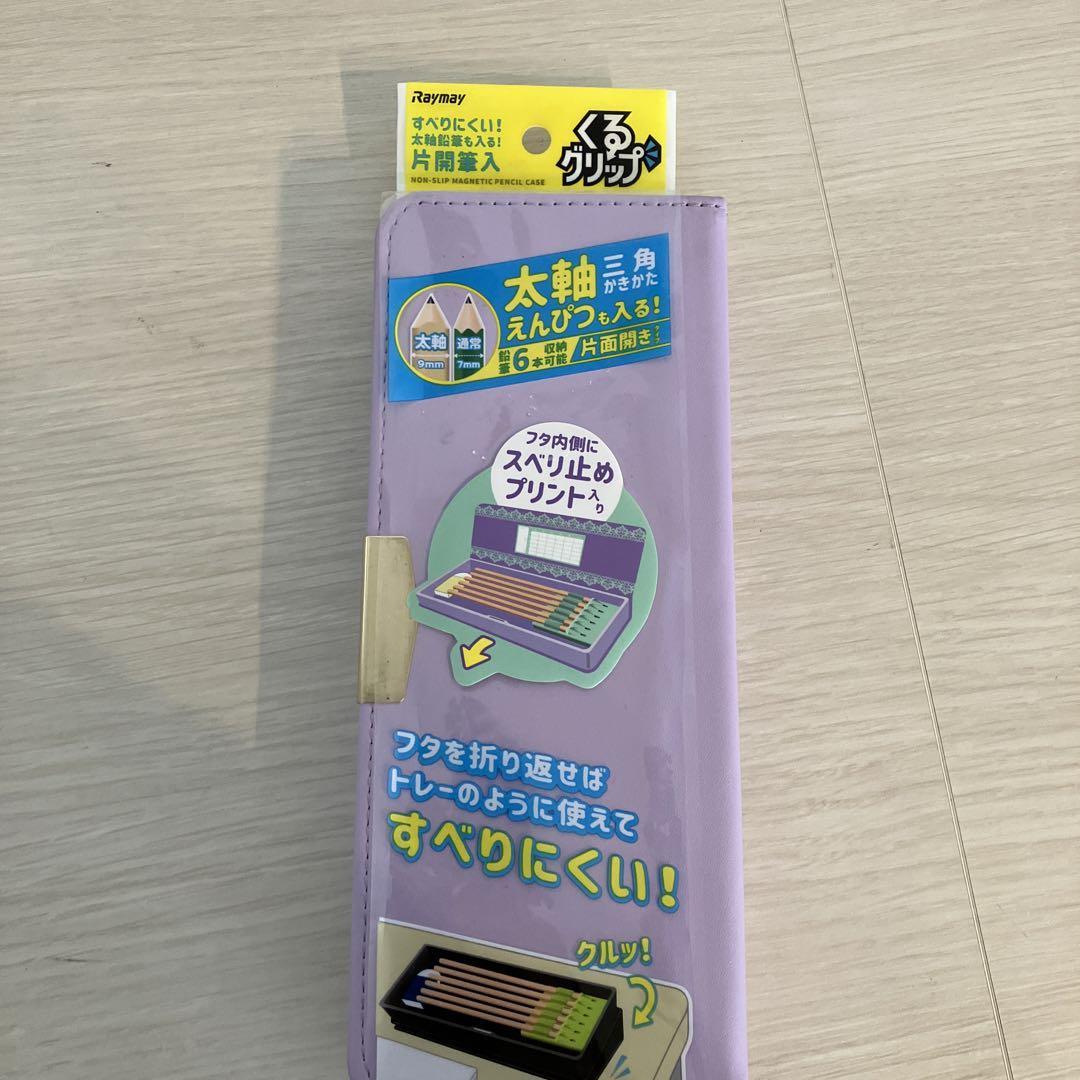 Raymay
すべりにくい!
太軸鉛筆も入る!
片開筆入
NON-SLIP MAGNETIC PENCIL CASE
くる
グリップ
太軸 三角
かきかた
えんぴつも入る!
太軸 9mm
通常 7mm
鉛筆6本収納可能 片面開きタイプ
フタ内側に
スベリ止め
プリント入り
フタを折り返せば
トレーのように使えて
すべりにくい!
クルッ!